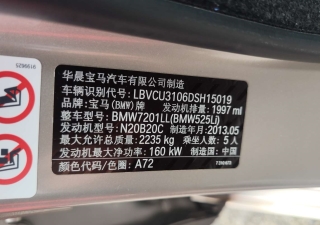 华晨宝马汽车有限公司制造
车辆识别代号: LBVCU3106DSH15019
品牌: 宝马(BMW)牌 发动机排量: 1997 ml
整车型号: BMW7201LL(BMW525Li)
发动机型号: N20B20C 制造年月: 2013.05
最大允许总质量: 2235 kg 乘坐人数: 5 人
发动机最大净功率: 160 kW 制造国: 中国
颜色代码/色圈: A72